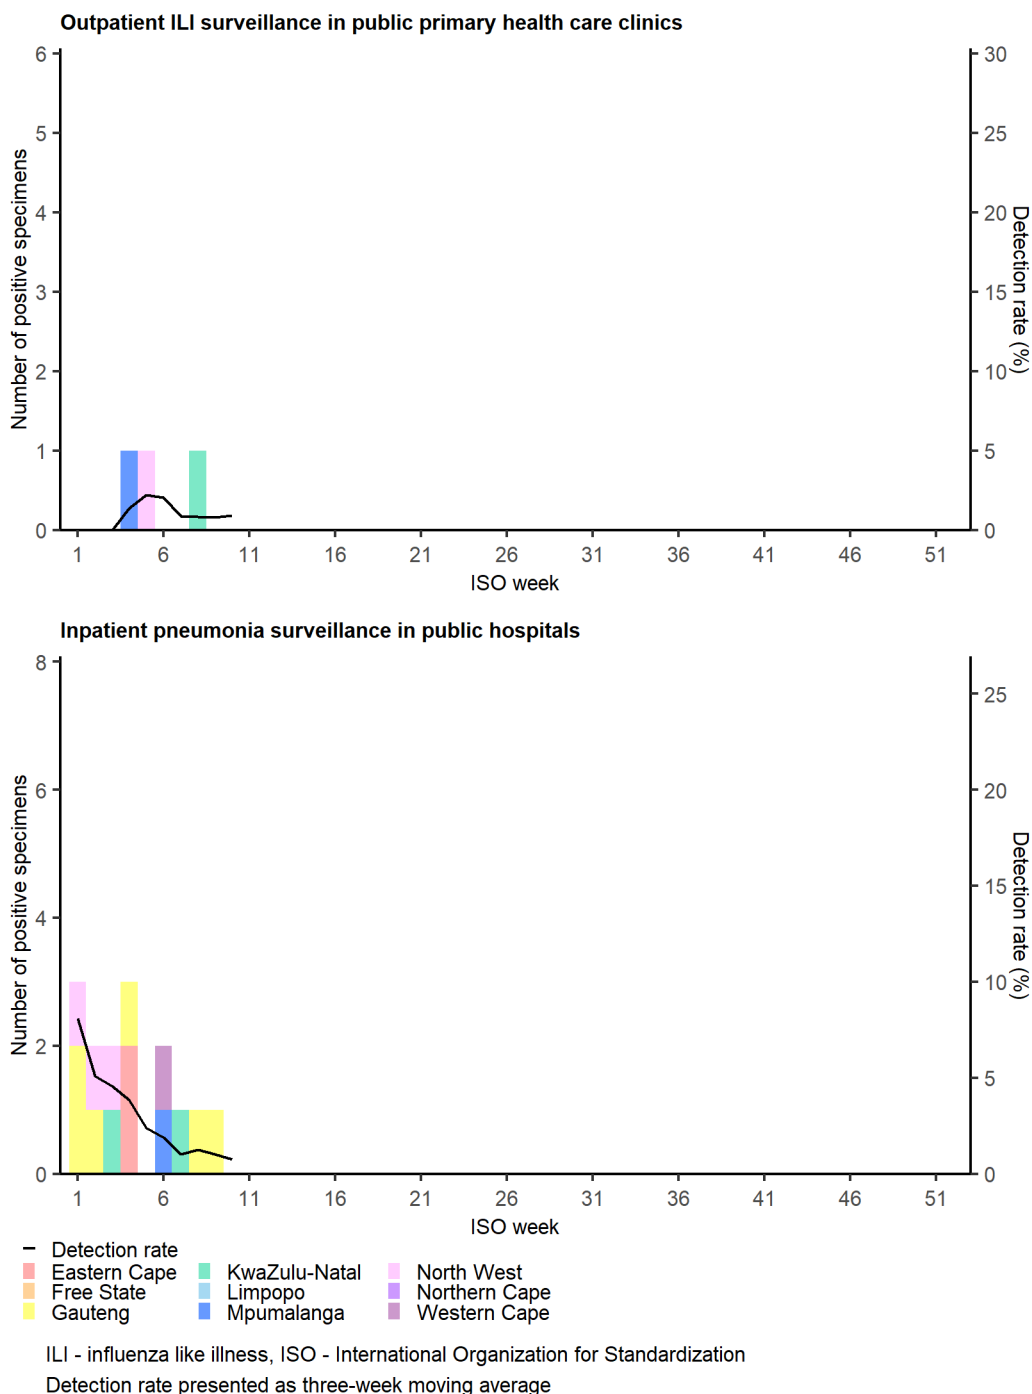 Outpatient ILI surveillance in public primary health care clinics
Number of positive specimens
6
5
4
3
2
1
0
30
25
20
15
10
5
0
Detection rate (%)
1 6 11 16 21 26 31 36 41 46 51
ISO week
Inpatient pneumonia surveillance in public hospitals
Number of positive specimens
8
6
4
2
0
25
20
15
10
5
0
Detection rate (%)
1 6 11 16 21 26 31 36 41 46 51
ISO week
Detection rate
Eastern Cape KwaZulu-Natal North West
Free State Limpopo Northern Cape
Gauteng Mpumalanga Western Cape
ILI - influenza like illness, ISO - International Organization for Standardization
Detection rate presented as three-week moving average